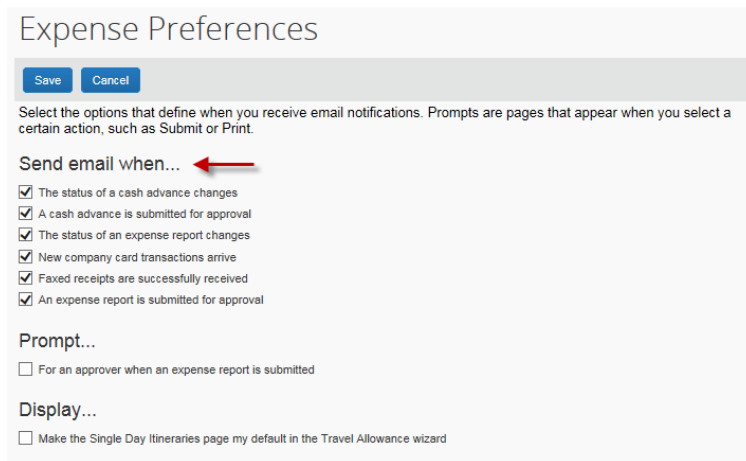 Expense Preferences
Save Cancel
Select the options that define when you receive email notifications. Prompts are pages that appear when you select a
certain action, such as Submit or Print.
Send email when...
The status of a cash advance changes
A cash advance is submitted for approval
The status of an expense report changes
New company card transactions arrive
Faxed receipts are successfully received
An expense report is submitted for approval
Prompt...
For an approver when an expense report is submitted
Display...
Make the Single Day Itineraries page my default in the Travel Allowance wizard